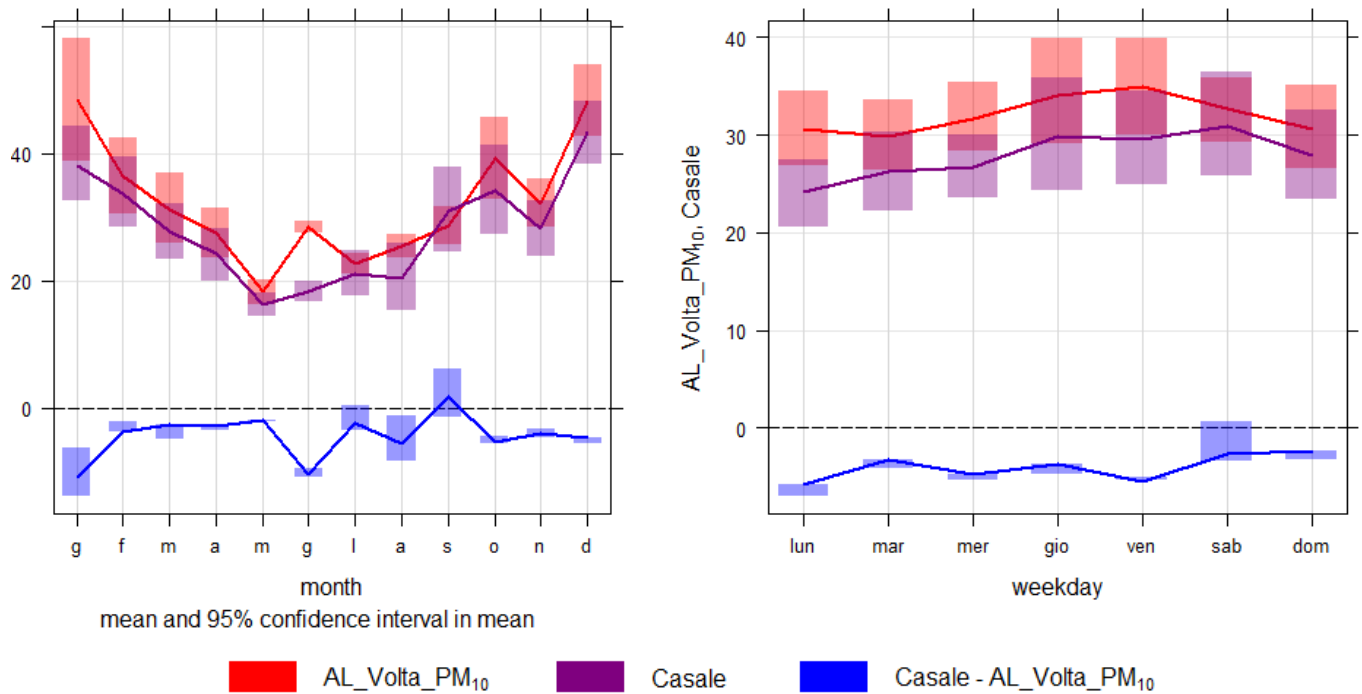 40
20
0
g f m a m g l a s o n d
month
mean and 95% confidence interval in mean
AL_Volta_PM₁₀, Casale
40
30
20
10
0
lun mar mer gio ven sab dom
weekday
AL_Volta_PM₁₀ Casale Casale - AL_Volta_PM₁₀